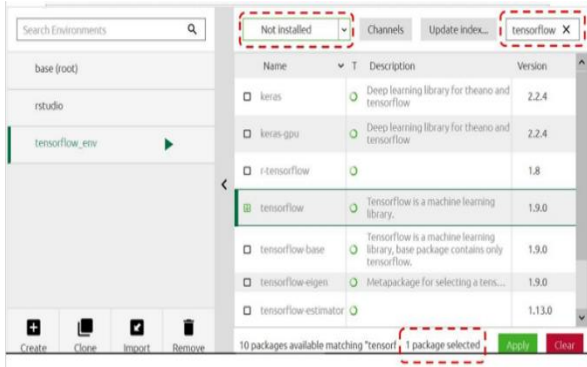 Search Environments
Not installed
Channels
Update index...
tensorflow X
base (root)
rstudio
tensorflow_env
Name T Description Version
keras Deep learning library for theano and tensorflow 2.2.4
keras-gpu Deep learning library for theano and tensorflow 2.2.4
r-tensorflow 1.8
tensorflow Tensorflow is a machine learning library. 1.9.0
tensorflow-base Tensorflow is a machine learning library, base package contains only tensorflow. 1.9.0
tensorflow-eigen Metapackage for selecting a tens... 1.9.0
tensorflow-estimator 1.13.0
Create Clone Import Remove
10 packages available matching "tensorf 1 package selected
Apply Clear